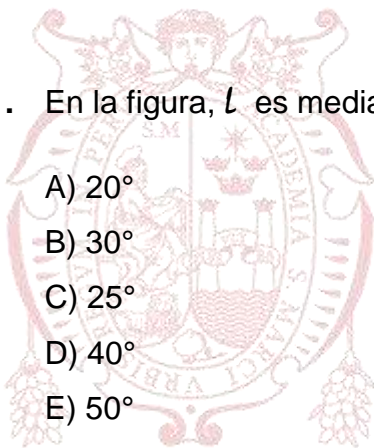 . En la figura, l es media
A) 20°
B) 30°
C) 25°
D) 40°
E) 50°